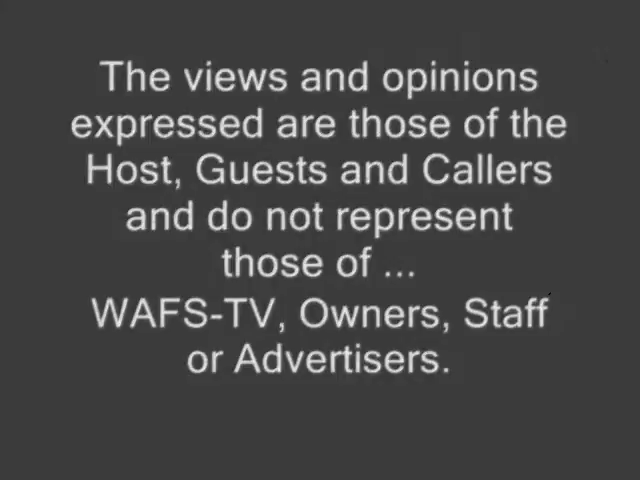 The views and opinions
expressed are those of the
Host, Guests and Callers
and do not represent
those of ...
WAFS-TV, Owners, Staff
or Advertisers.